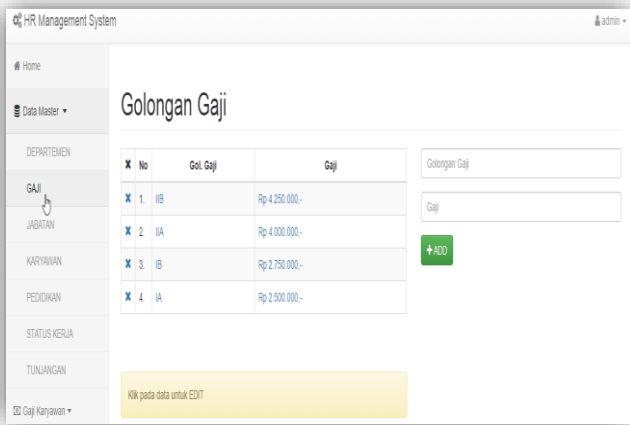 HR Management System
admin
Home
Data Master
DEPARTEMEN
GAJI
JABATAN
KARYAWAN
PEDIDIKAN
STATUS KERJA
TUNJANGAN
Gaji Karyawan
Golongan Gaji
No Gol. Gaji Gaji
1. IIB Rp 4.250.000,-
2. IIA Rp 4.000.000,-
3. IB Rp 2.750.000,-
4. IA Rp 2.500.000,-
Klik pada data untuk EDIT
Golongan Gaji
Gaji
+ ADD